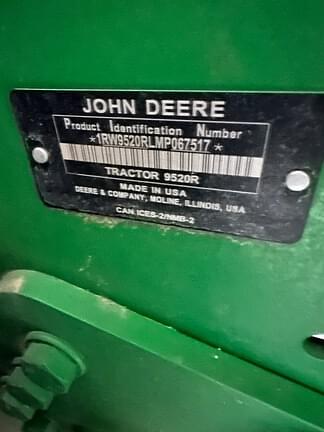 JOHN DEERE
Product Identification Number
*1RW9520RLMP067517*
TRACTOR 9520R
MADE IN USA
DEERE & COMPANY, MOLINE, ILLINOIS, USA
CAN ICES-2/NMB-2